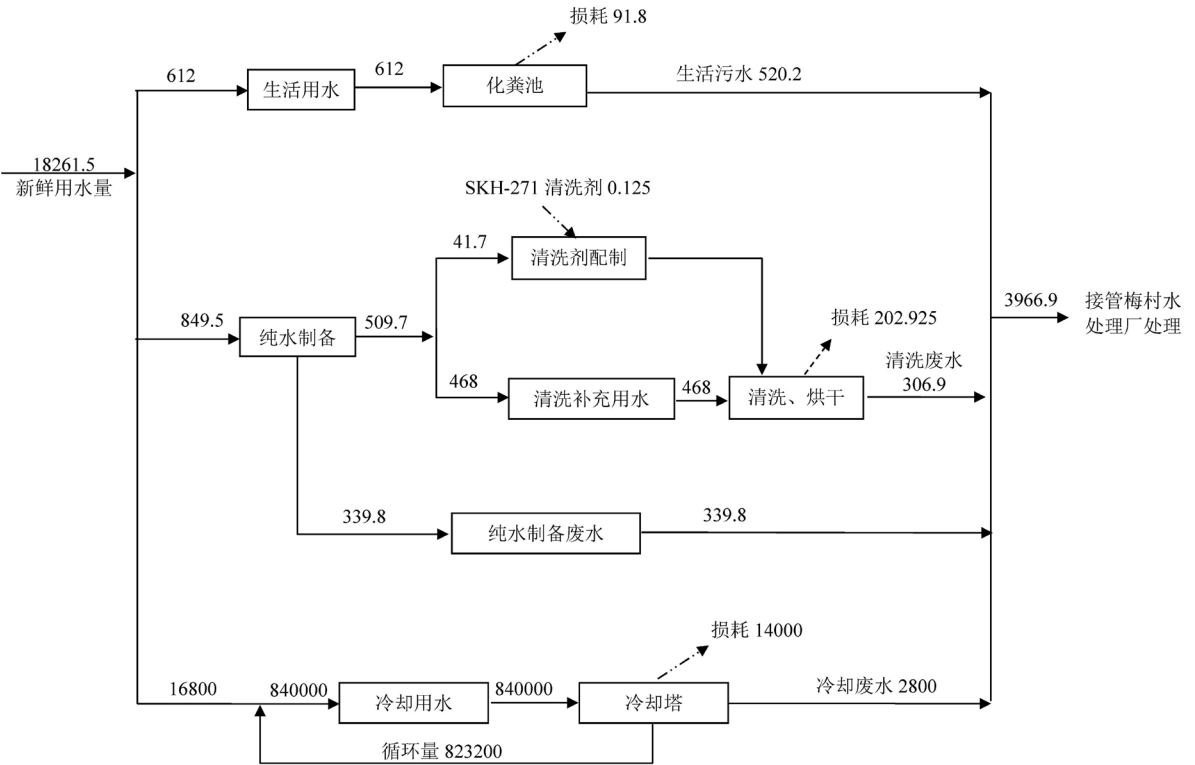 损耗 91.8
612
生活用水
612
化粪池
生活污水 520.2
18261.5
新鲜用水量
SKH-271 清洗剂 0.125
41.7
清洗剂配制
849.5
纯水制备
509.7
3966.9
接管梅村水
处理厂处理
损耗 202.925
468
清洗补充用水
468
清洗、烘干
清洗废水
306.9
339.8
纯水制备废水
339.8
损耗 14000
16800
840000
冷却用水
840000
冷却塔
冷却废水 2800
循环量 823200